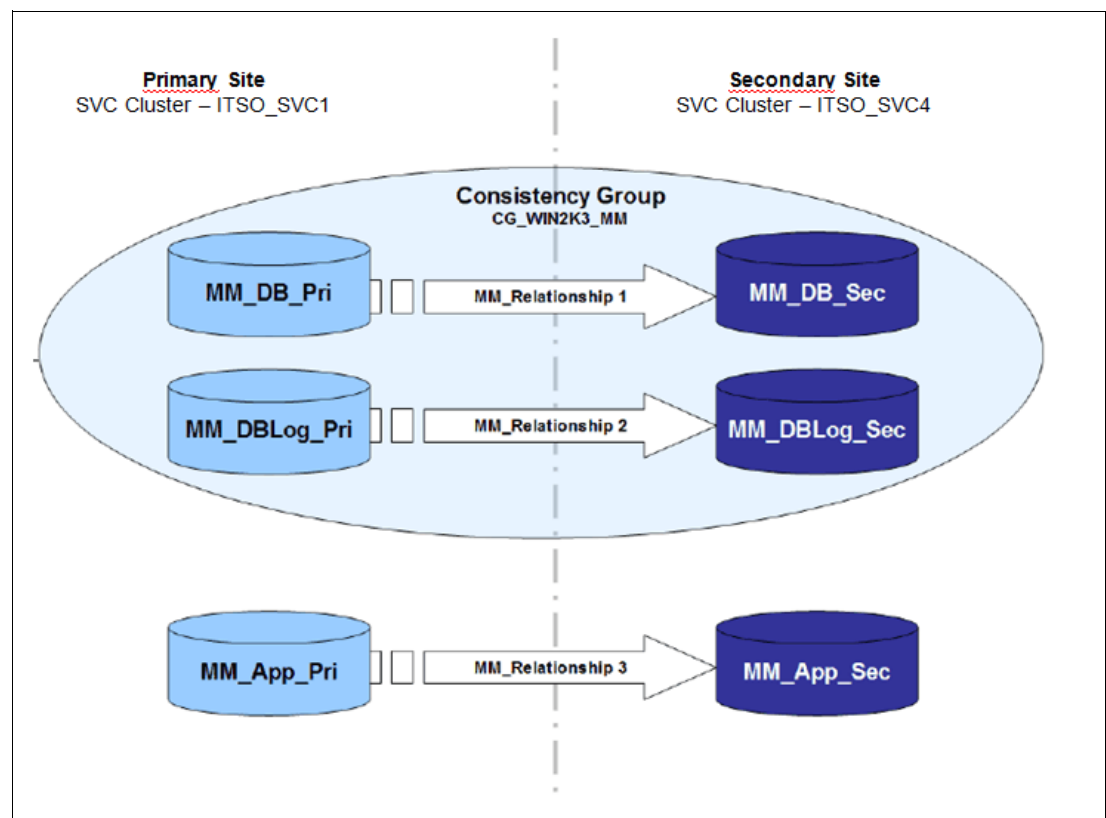 Primary Site
SVC Cluster – ITSO_SVC1
Secondary Site
SVC Cluster – ITSO_SVC4
Consistency Group
CG_WIN2K3_MM
MM_DB_Pri
MM_Relationship 1
MM_DB_Sec
MM_DBLog_Pri
MM_Relationship 2
MM_DBLog_Sec
MM_App_Pri
MM_Relationship 3
MM_App_Sec